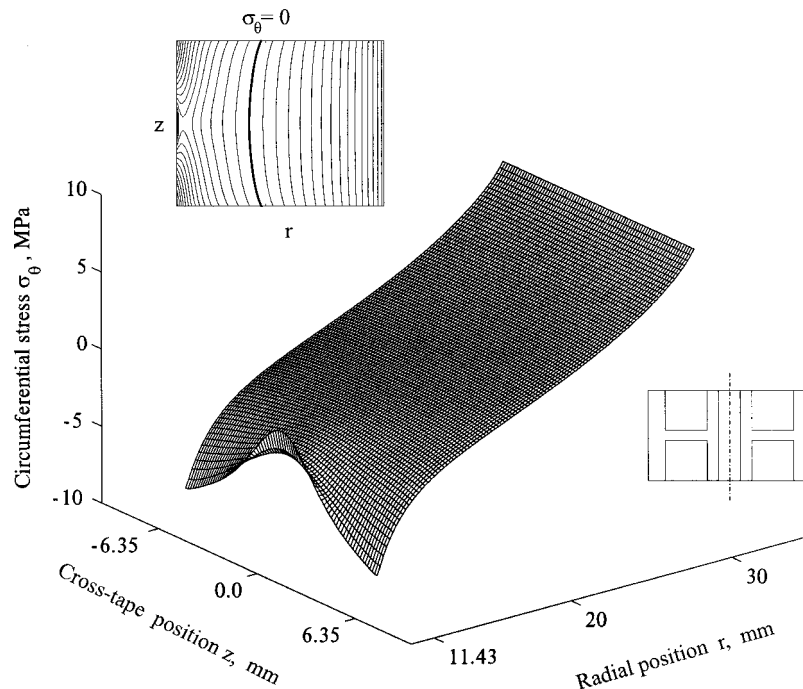 σθ= 0
z
r
Circumferential stress σθ , MPa
10
5
0
-5
-10
-6.35
0.0
6.35
Cross-tape position z, mm
11.43
20
30
Radial position r, mm